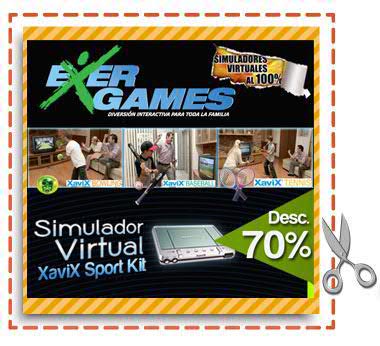 EXER
GAMES
DIVERSIÓN INTERACTIVA PARA TODA LA FAMILIA
SIMULADORES
VIRTUALES
AL 100%
XaviX BOWLING
XaviX BASEBALL
XaviX TENNIS
Simulador
Virtual
XaviX Sport Kit
Desc.
70%